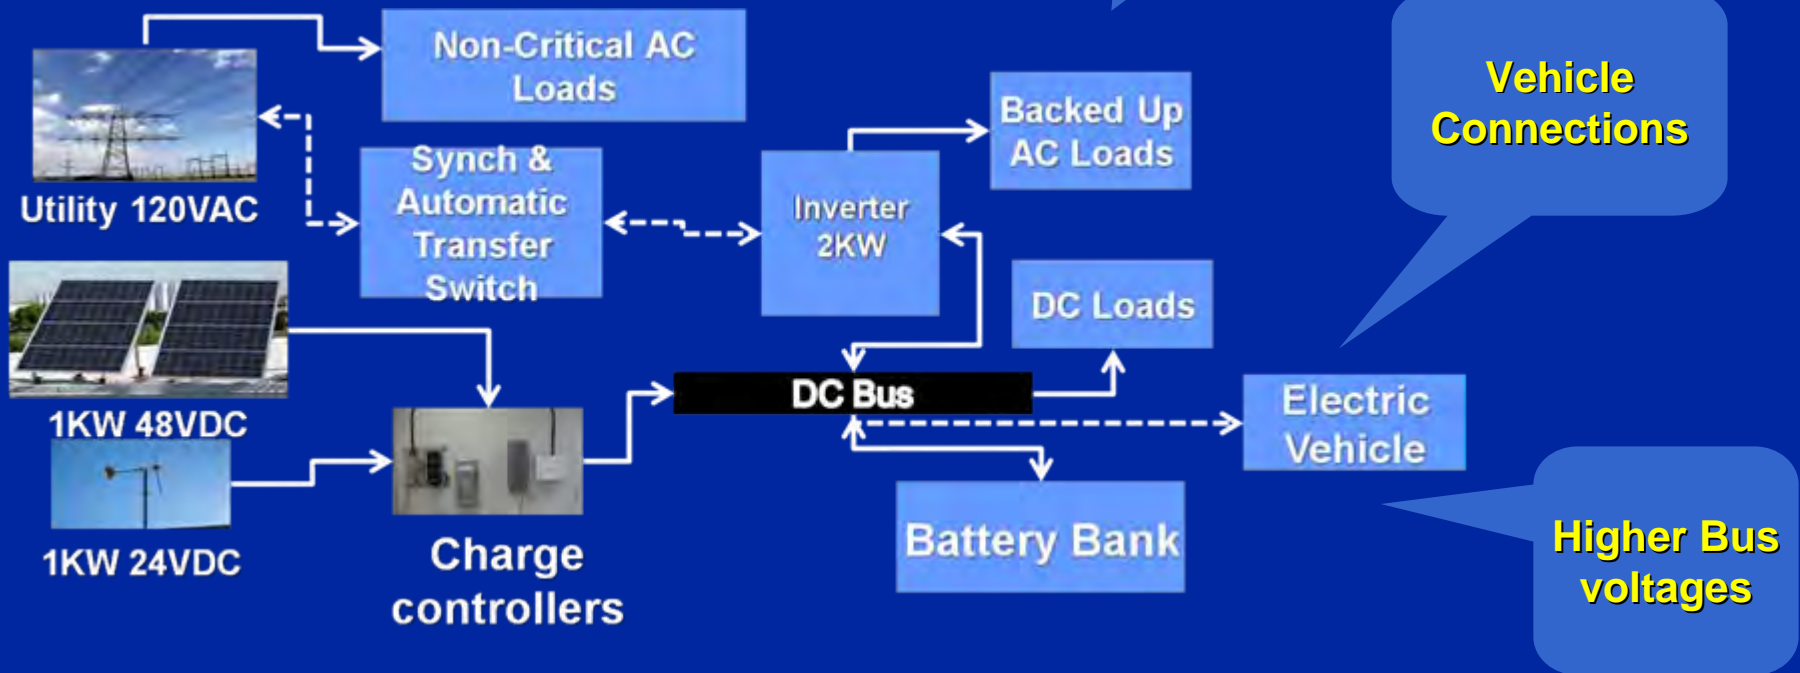 Non-Critical AC
Loads
Utility 120VAC
Synch &
Automatic
Transfer
Switch
Inverter
2KW
Backed Up
AC Loads
Vehicle
Connections
1KW 48VDC
1KW 24VDC
Charge
controllers
DC Bus
DC Loads
Electric
Vehicle
Battery Bank
Higher Bus
voltages